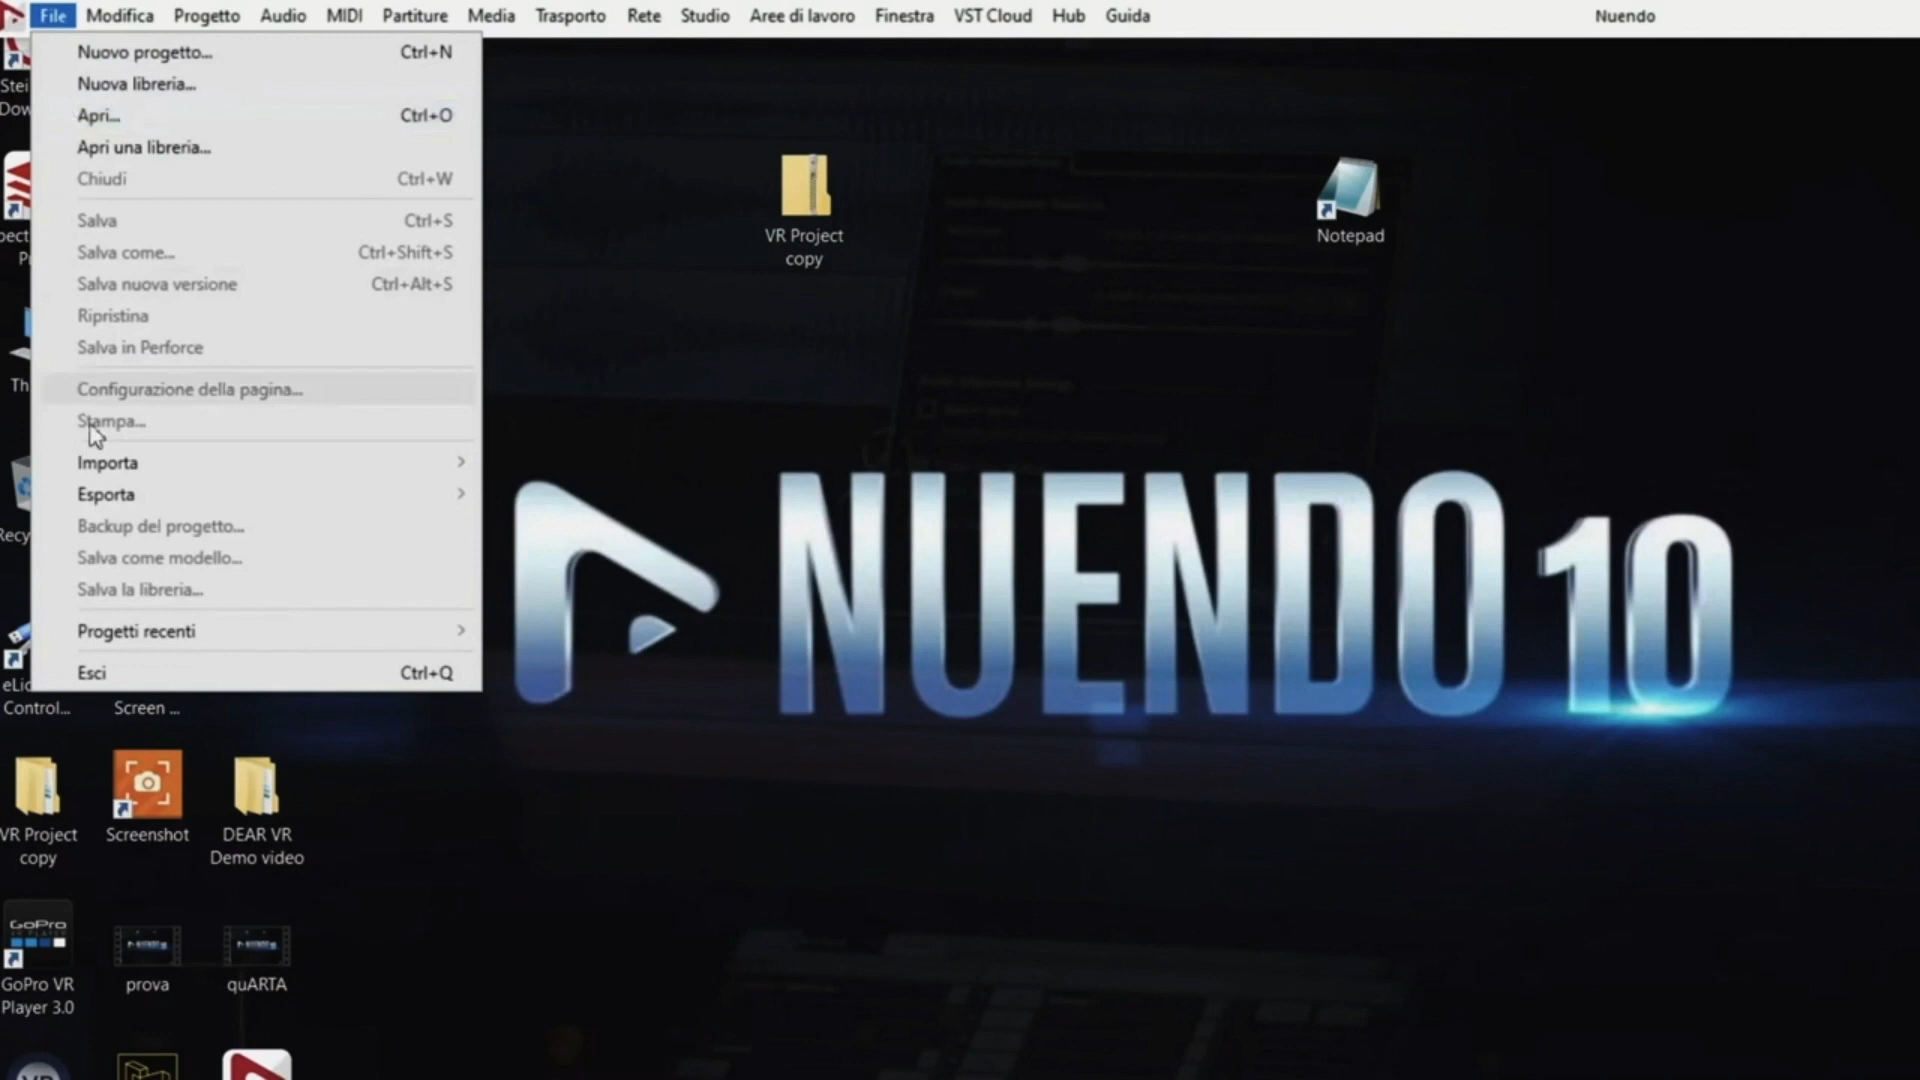 File Modifica Progetto Audio MIDI Partiture Media Trasporto Rete Studio Aree di lavoro Finestra VST Cloud Hub Guida Nuendo
Nuovo progetto... Ctrl+N
Nuova libreria...
Apri... Ctrl+O
Apri una libreria...
Chiudi Ctrl+W
Salva Ctrl+S
Salva come... Ctrl+Shift+S
Salva nuova versione Ctrl+Alt+S
Ripristina
Salva in Perforce
Configurazione della pagina...
Stampa...
Importa
Esporta
Backup del progetto...
Salva come modello...
Salva la libreria...
Progetti recenti
Esci Ctrl+Q
VR Project
copy
Notepad
NUENDO 10
Control...
Screen ...
VR Project
copy
Screenshot
DEAR VR
Demo video
GoPro
GoPro VR
Player 3.0
prova
quARTA